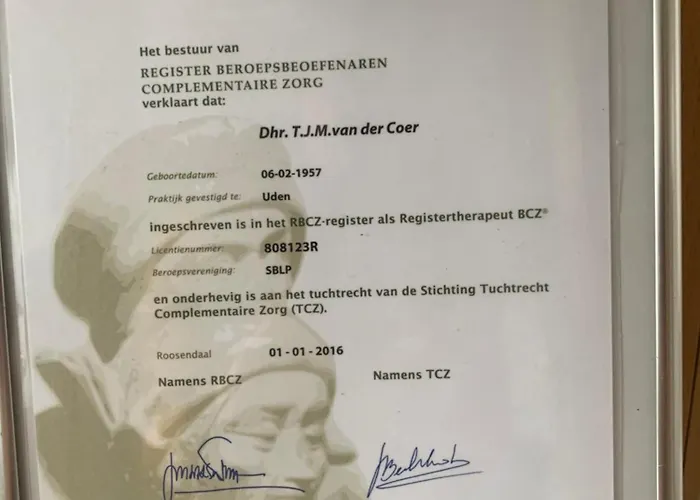 Het bestuur van
REGISTER BEROEPSBEOEFENAREN
COMPLEMENTAIRE ZORG
verklaart dat:
Dhr. T.J.M.van der Coer
Geboortedatum: 06-02-1957
Praktijk gevestigd te: Uden
ingeschreven is in het RBCZ-register als Registertherapeut BCZ®
Licentienummer: 808123R
Beroepsvereniging: SBLP
en onderhevig is aan het tuchtrecht van de Stichting Tuchtrecht
Complementaire Zorg (TCZ).
Roosendaal 01 - 01 - 2016
Namens RBCZ Namens TCZ